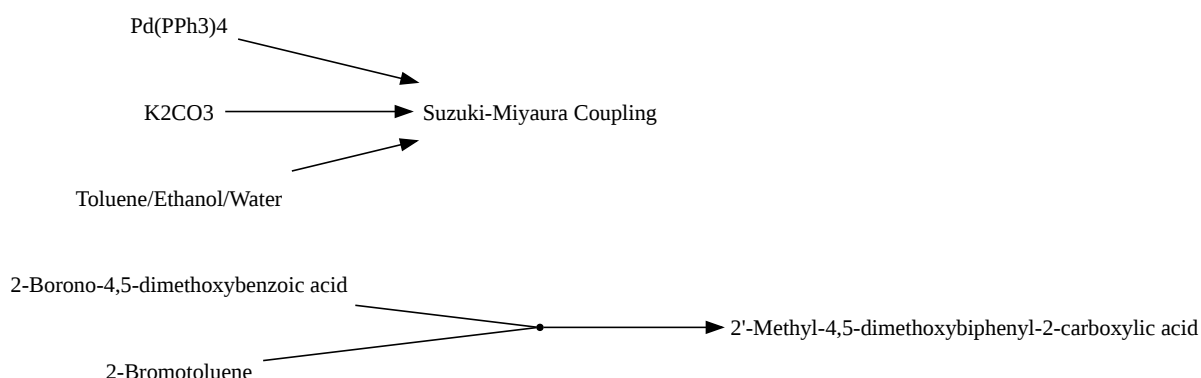 Pd(PPh3)4
K2CO3
Suzuki-Miyaura Coupling
Toluene/Ethanol/Water
2-Borono-4,5-dimethoxybenzoic acid
2'-Methyl-4,5-dimethoxybiphenyl-2-carboxylic acid
2-Bromotoluene